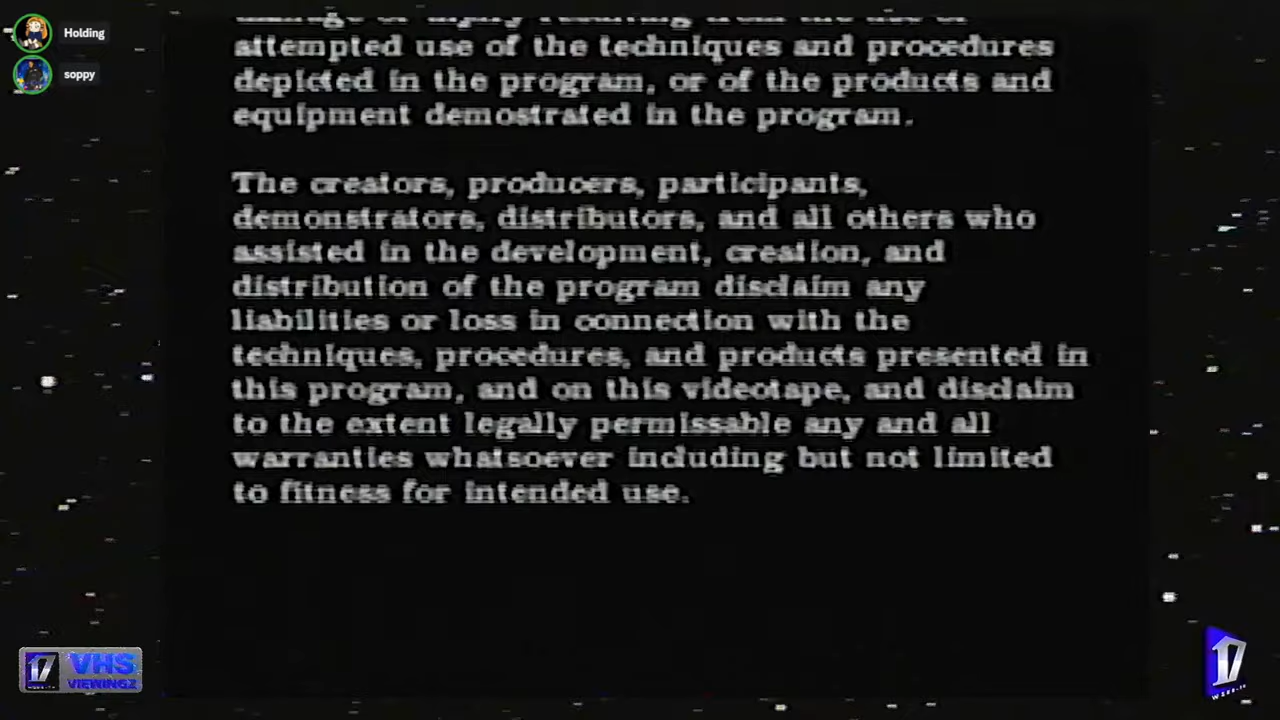 Holding
soppy
attempted use of the techniques and procedures
depicted in the program, or of the products and
equipment demostrated in the program.
The creators, producers, participants,
demonstrators, distributors, and all others who
assisted in the development, creation, and
distribution of the program disclaim any
liabilities or loss in connection with the
techniques, procedures, and products presented in
this program, and on this videotape, and disclaim
to the extent legally permissable any and all
warranties whatsoever including but not limited
to fitness for intended use.
17 VHS
VIEWINGZ
17